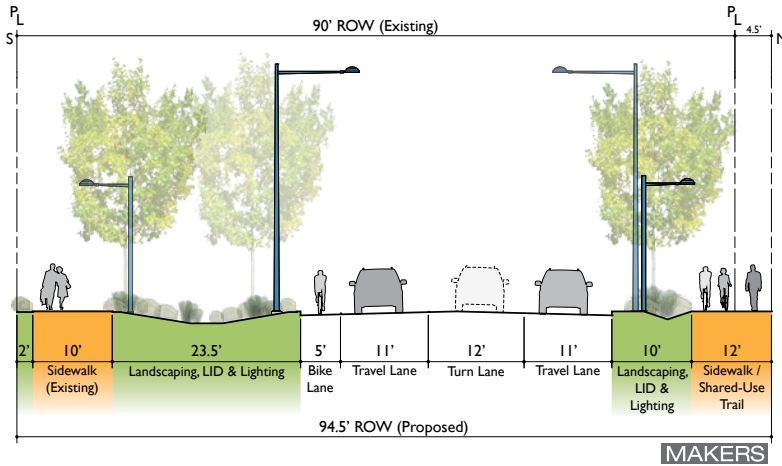 PL
PL
90’ ROW (Existing)
4.5’
S
N
2’
10’
23.5’
5’
11’
12’
11’
10’
12’
Sidewalk
(Existing)
Landscaping, LID & Lighting
Bike
Lane
Travel Lane
Turn Lane
Travel Lane
Landscaping,
LID &
Lighting
Sidewalk /
Shared-Use
Trail
94.5’ ROW (Proposed)
MAKERS